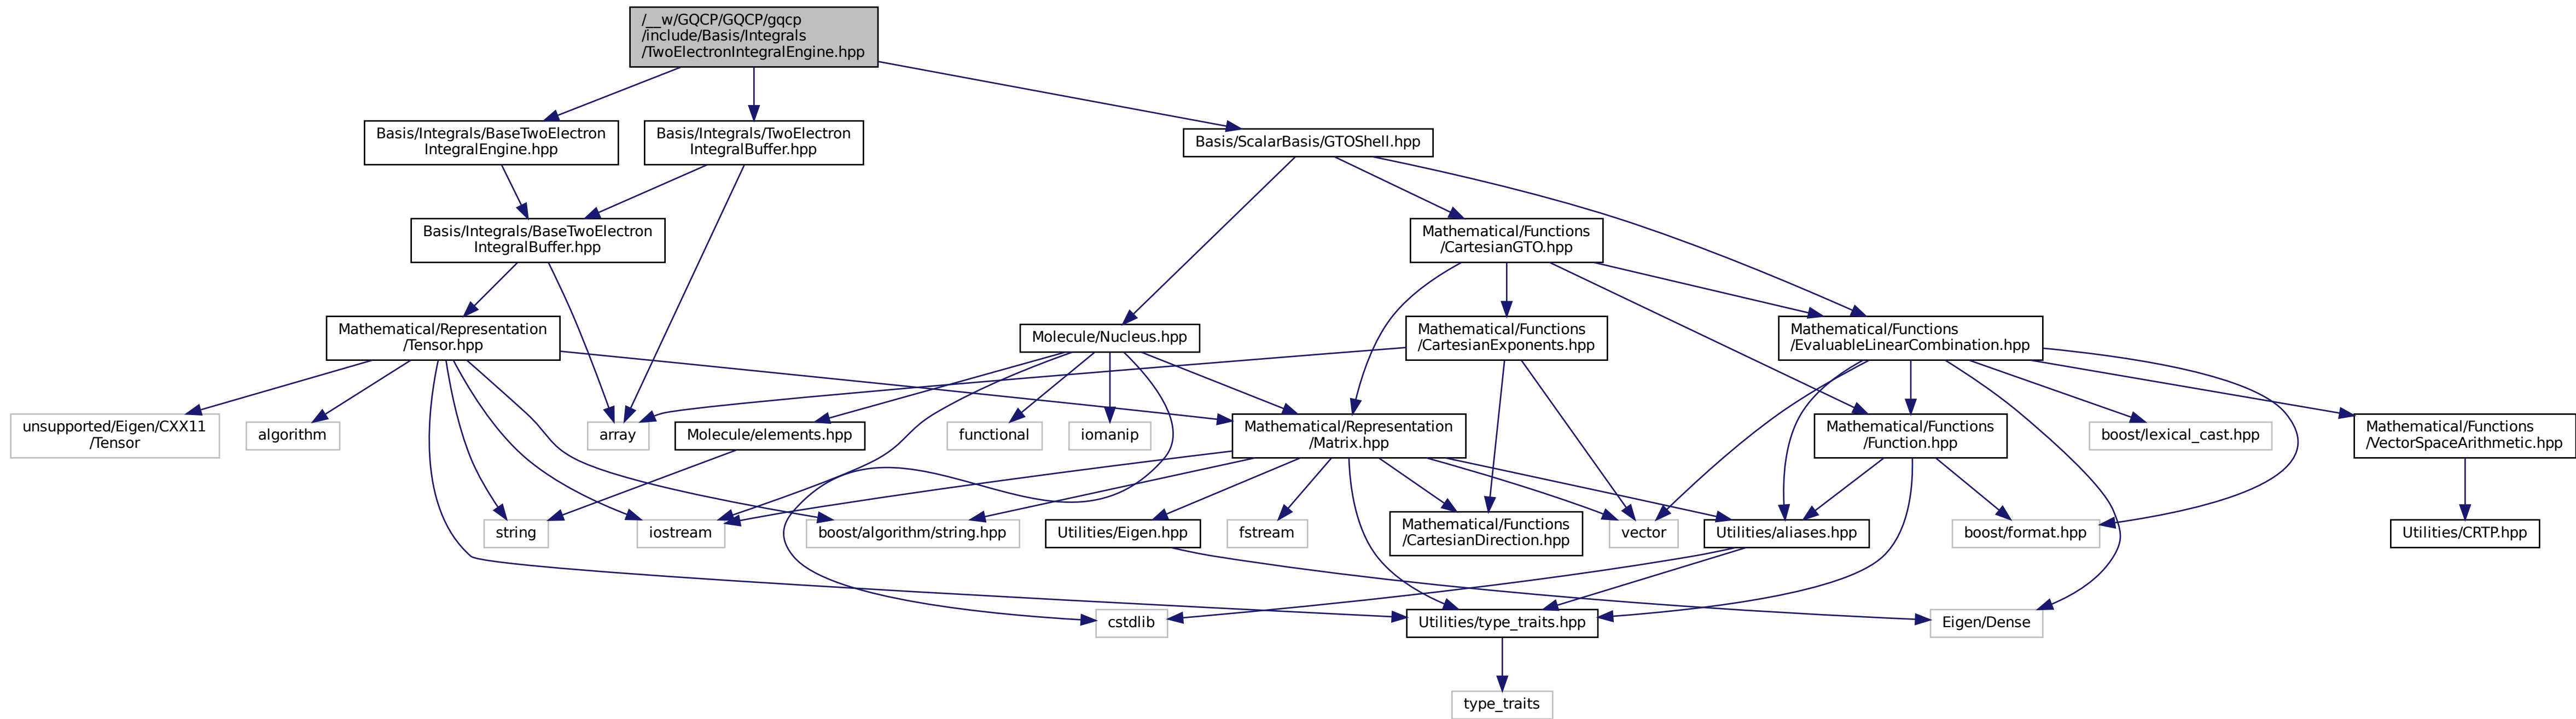 /__w/GQCP/GQCP/gqcp
/include/Basis/Integrals
/TwoElectronIntegralEngine.hpp
Basis/Integrals/BaseTwoElectron
IntegralEngine.hpp
Basis/Integrals/TwoElectron
IntegralBuffer.hpp
Basis/ScalarBasis/GTOShell.hpp
Basis/Integrals/BaseTwoElectron
IntegralBuffer.hpp
Mathematical/Functions
/CartesianGTO.hpp
Mathematical/Representation
/Tensor.hpp
Molecule/Nucleus.hpp
Mathematical/Functions
/CartesianExponents.hpp
Mathematical/Functions
/EvaluableLinearCombination.hpp
unsupported/Eigen/CXX11
/Tensor
algorithm
array
Molecule/elements.hpp
functional
iomanip
Mathematical/Representation
/Matrix.hpp
Mathematical/Functions
/Function.hpp
boost/lexical_cast.hpp
Mathematical/Functions
/VectorSpaceArithmetic.hpp
string
iostream
boost/algorithm/string.hpp
Utilities/Eigen.hpp
fstream
Mathematical/Functions
/CartesianDirection.hpp
vector
Utilities/aliases.hpp
boost/format.hpp
Utilities/CRTP.hpp
cstdlib
Utilities/type_traits.hpp
Eigen/Dense
type_traits